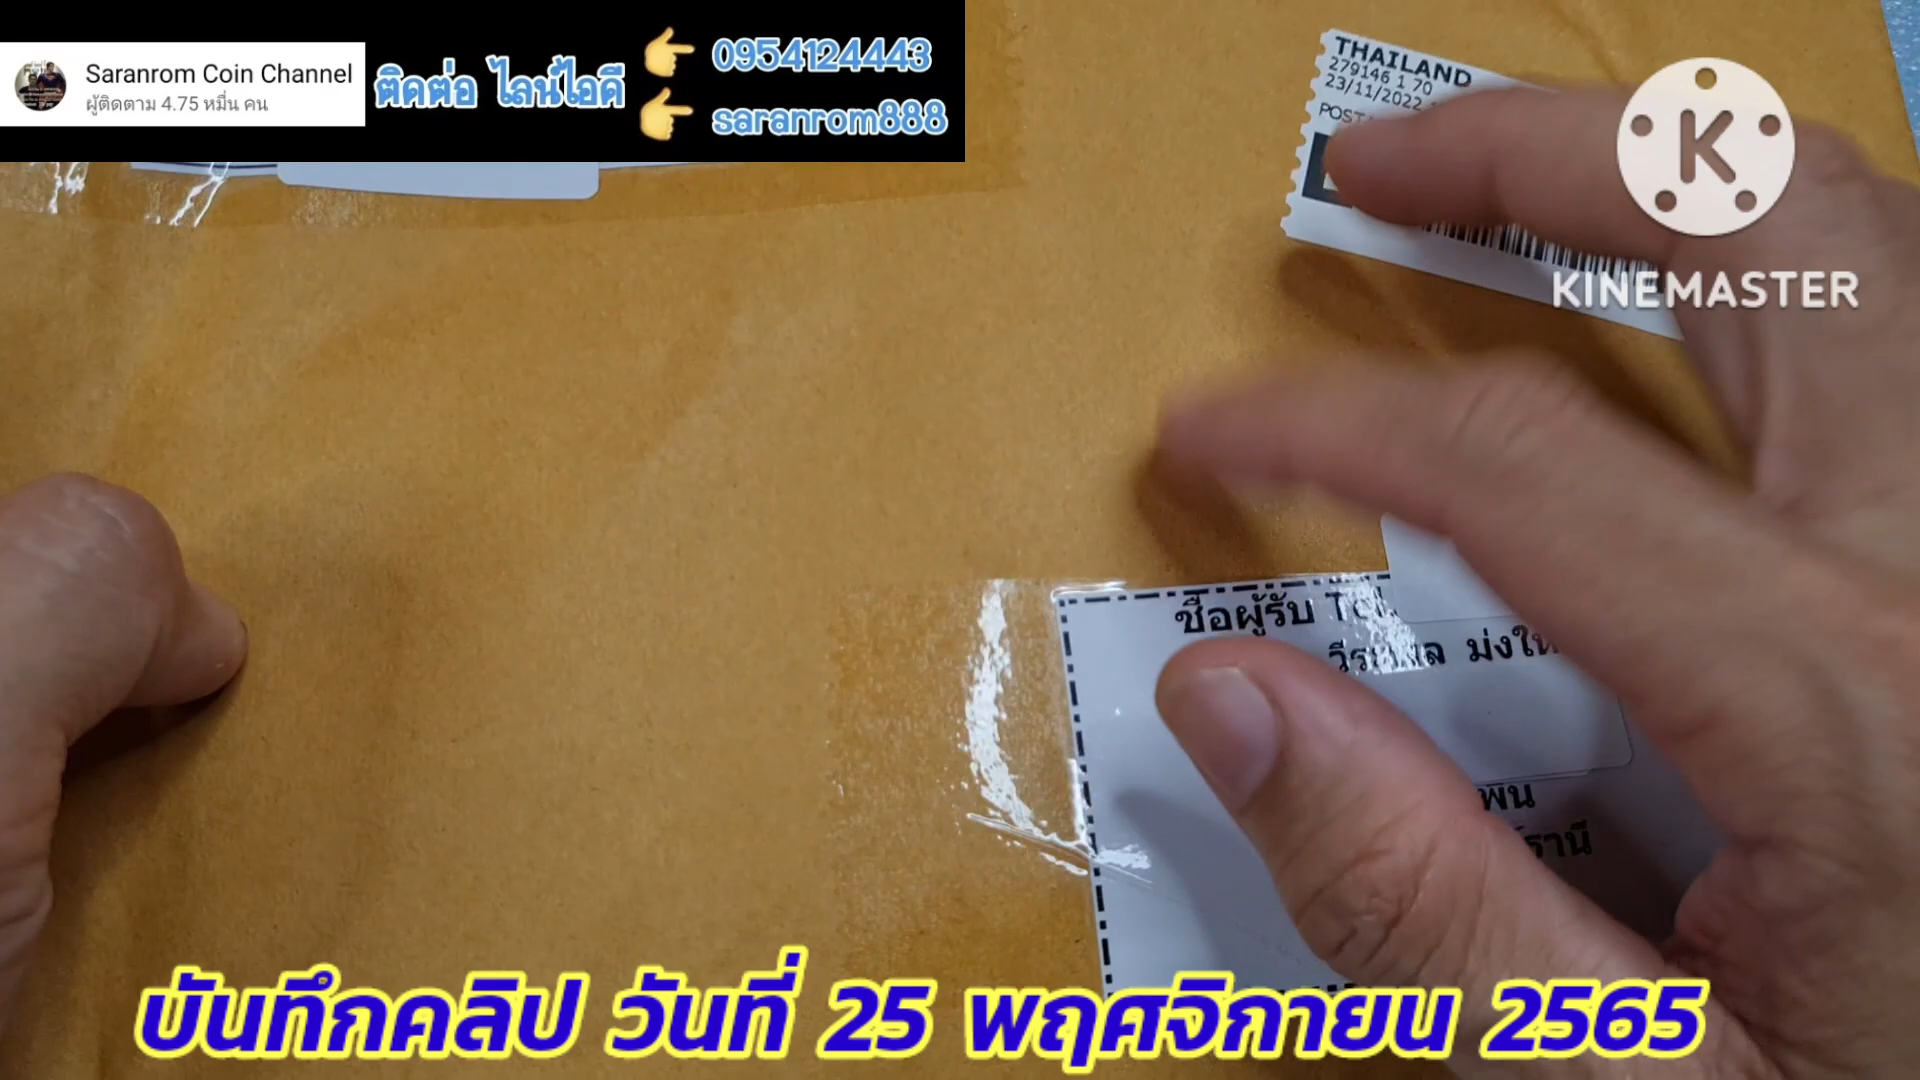 Saranrom Coin Channel
ผู้ติดตาม 4.75 หมื่น คน
ติดต่อ ไลน์ไอดี
0954124443
saranrom888
THAILAND
279146 1 70
23/11/2022
KINEMASTER
ชื่อผู้รับ
บันทึกคลิป วันที่ 25 พฤศจิกายน 2565